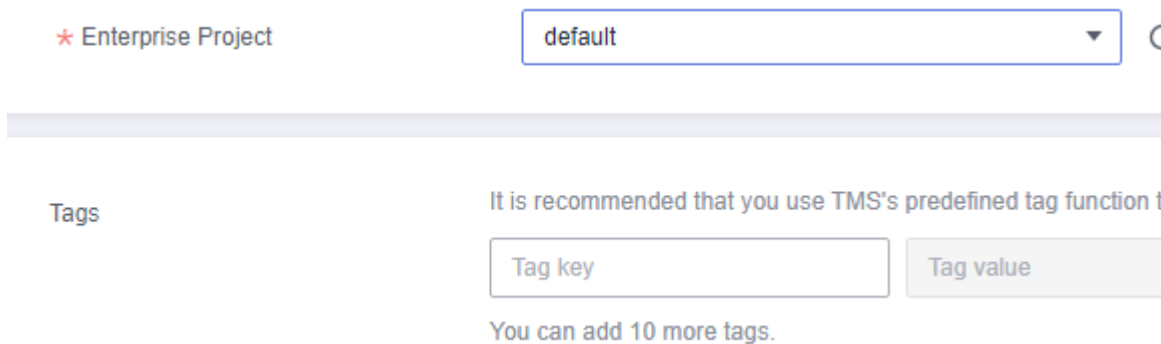 * Enterprise Project default
Tags
It is recommended that you use TMS's predefined tag function
Tag key Tag value
You can add 10 more tags.